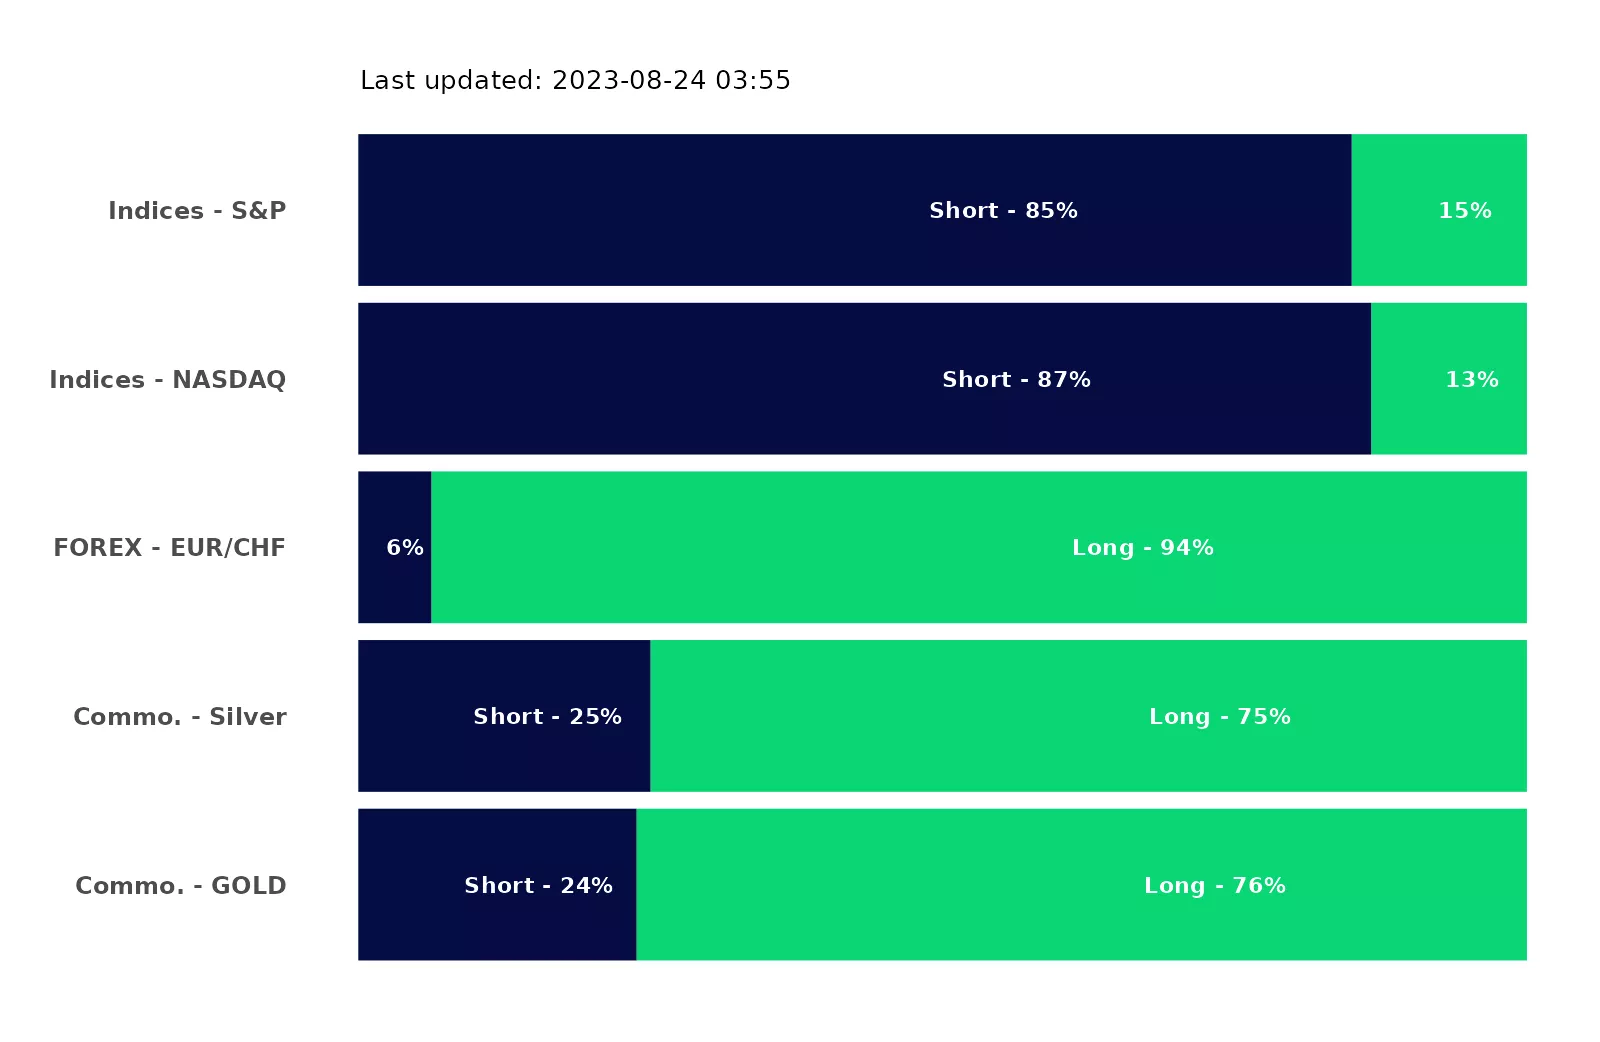 Last updated: 2023-08-24 03:55
Indices - S&P Short - 85% 15%
Indices - NASDAQ Short - 87% 13%
FOREX - EUR/CHF 6% Long - 94%
Commo. - Silver Short - 25% Long - 75%
Commo. - GOLD Short - 24% Long - 76%